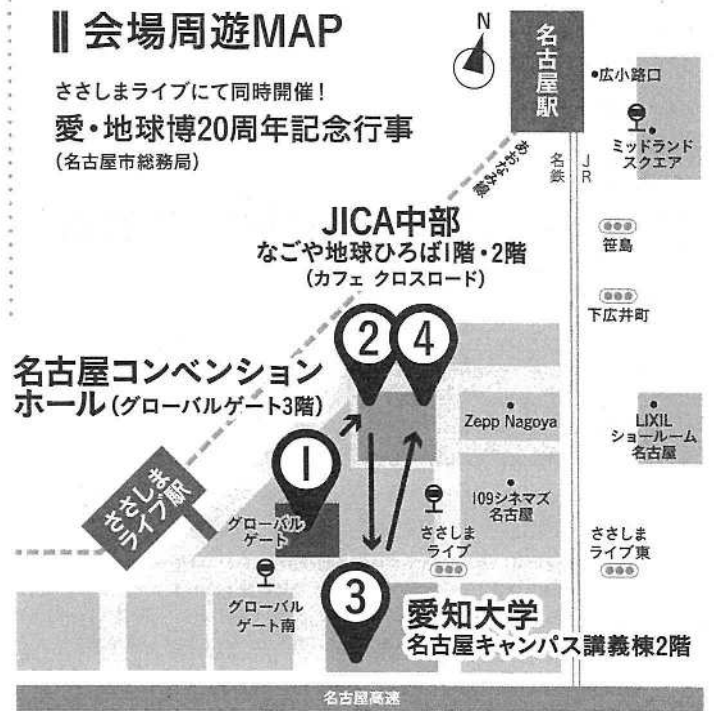 会場周遊MAP
ささしまライブにて同時開催！
愛・地球博20周年記念行事
(名古屋市総務局)
N
名古屋駅
•広小路口
ミッドランド
スクエア
あおなみ線
名鉄
JR
笹島
下広井町
JICA中部
なごや地球ひろば1階・2階
(カフェ クロスロード)
2
4
名古屋コンベンション
ホール(グローバルゲート3階)
1
Zepp Nagoya
LIXIL
ショールーム
名古屋
109シネマズ
名古屋
ささしま
ライブ駅
グローバル
ゲート
ささしま
ライブ
ささしま
ライブ東
グローバル
ゲート南
3
愛知大学
名古屋キャンパス講義棟2階
名古屋高速